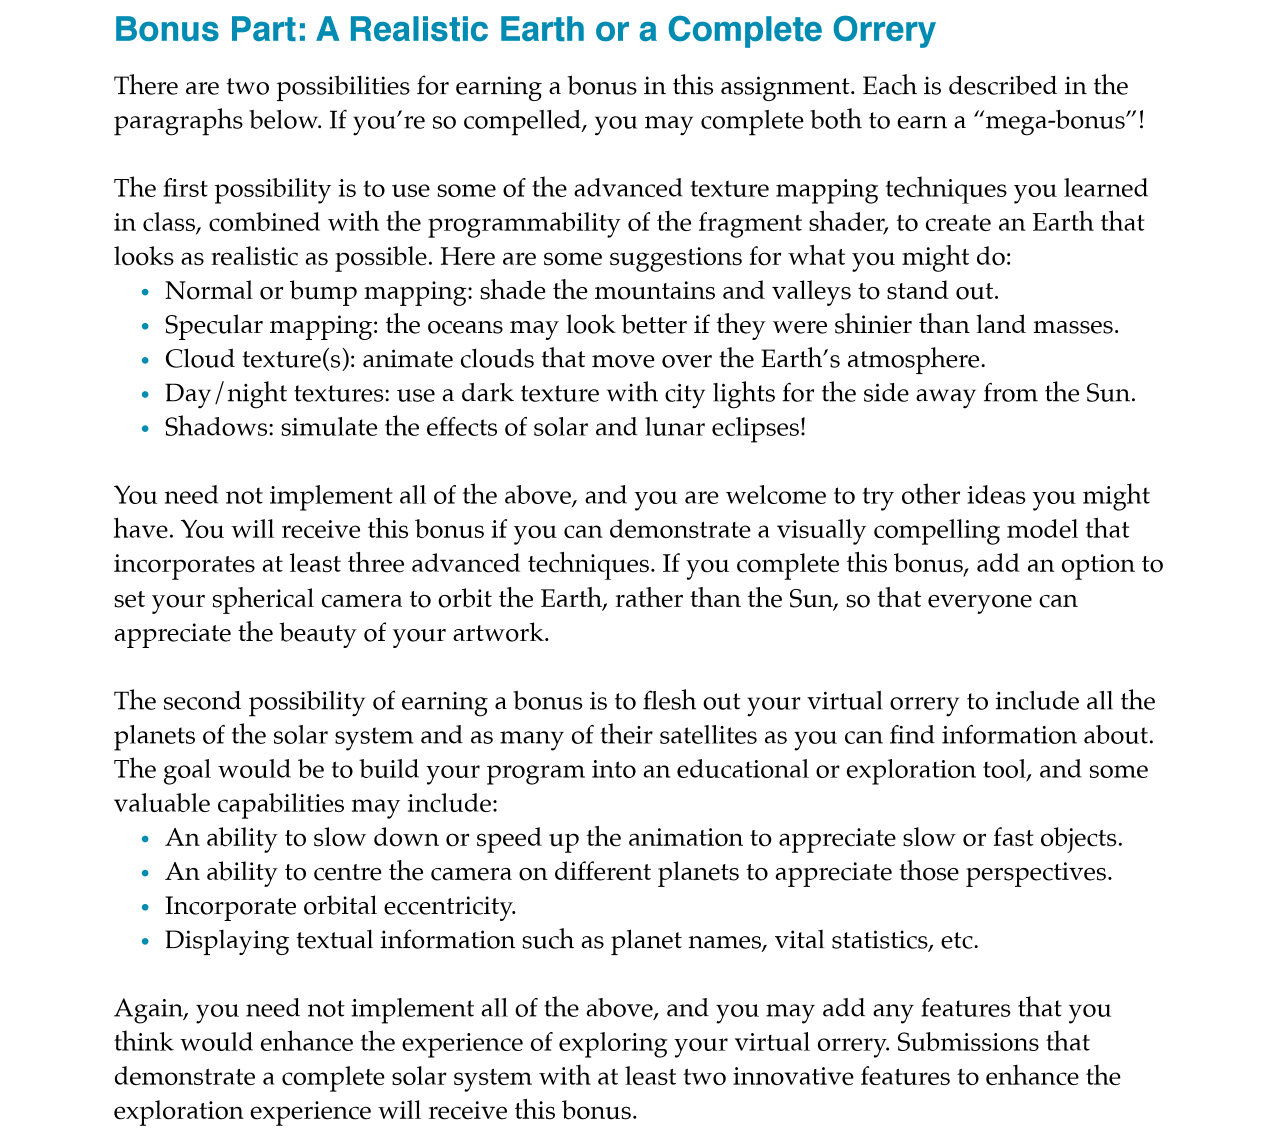 Bonus Part: A Realistic Earth or a Complete Orrery
There are two possibilities for earning a bonus in this assignment. Each is described in the
paragraphs below. If you’re so compelled, you may complete both to earn a “mega-bonus”!
The first possibility is to use some of the advanced texture mapping techniques you learned
in class, combined with the programmability of the fragment shader, to create an Earth that
looks as realistic as possible. Here are some suggestions for what you might do:
• Normal or bump mapping: shade the mountains and valleys to stand out.
• Specular mapping: the oceans may look better if they were shinier than land masses.
• Cloud texture(s): animate clouds that move over the Earth’s atmosphere.
• Day/night textures: use a dark texture with city lights for the side away from the Sun.
• Shadows: simulate the effects of solar and lunar eclipses!
You need not implement all of the above, and you are welcome to try other ideas you might
have. You will receive this bonus if you can demonstrate a visually compelling model that
incorporates at least three advanced techniques. If you complete this bonus, add an option to
set your spherical camera to orbit the Earth, rather than the Sun, so that everyone can
appreciate the beauty of your artwork.
The second possibility of earning a bonus is to flesh out your virtual orrery to include all the
planets of the solar system and as many of their satellites as you can find information about.
The goal would be to build your program into an educational or exploration tool, and some
valuable capabilities may include:
• An ability to slow down or speed up the animation to appreciate slow or fast objects.
• An ability to centre the camera on different planets to appreciate those perspectives.
• Incorporate orbital eccentricity.
• Displaying textual information such as planet names, vital statistics, etc.
Again, you need not implement all of the above, and you may add any features that you
think would enhance the experience of exploring your virtual orrery. Submissions that
demonstrate a complete solar system with at least two innovative features to enhance the
exploration experience will receive this bonus.